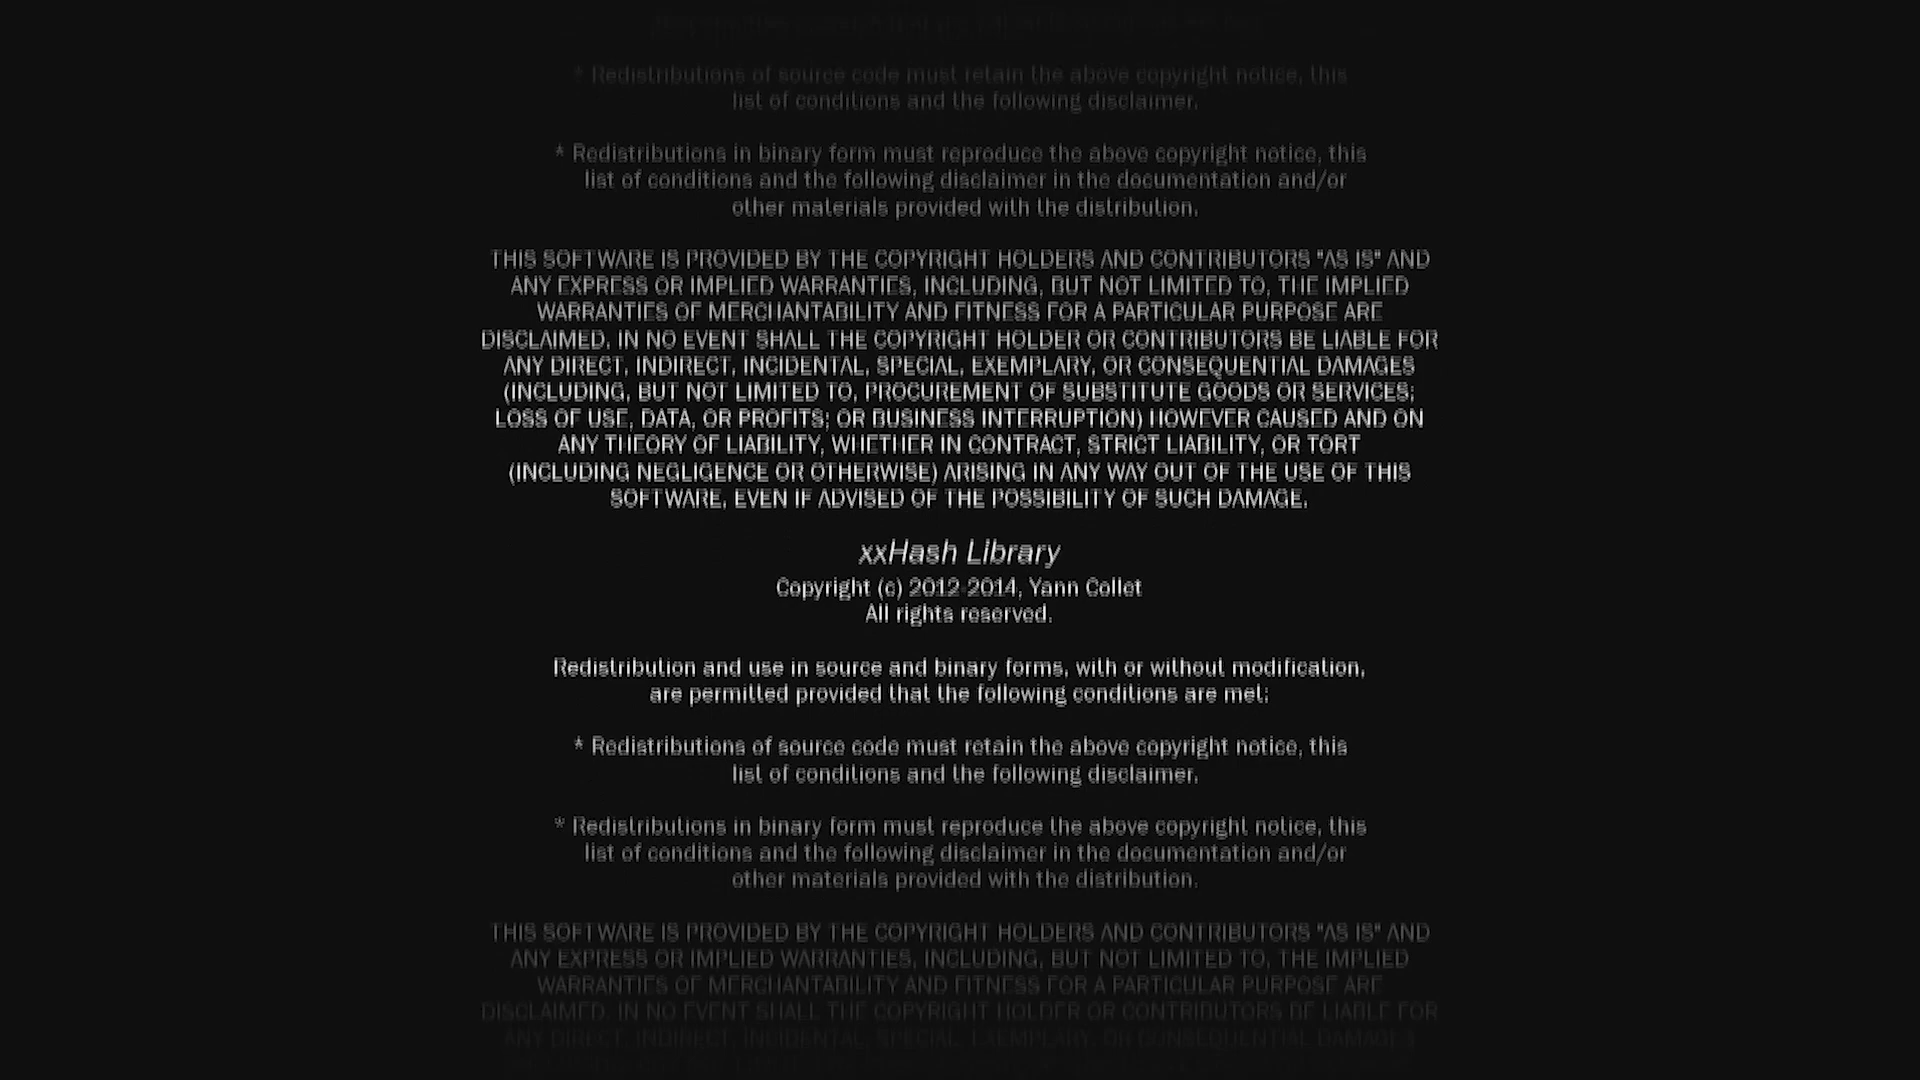 * Redistributions of source code must retain the above copyright notice, this
list of conditions and the following disclaimer.
* Redistributions in binary form must reproduce the above copyright notice, this
list of conditions and the following disclaimer in the documentation and/or
other materials provided with the distribution.
THIS SOFTWARE IS PROVIDED BY THE COPYRIGHT HOLDERS AND CONTRIBUTORS "AS IS" AND
ANY EXPRESS OR IMPLIED WARRANTIES, INCLUDING, BUT NOT LIMITED TO, THE IMPLIED
WARRANTIES OF MERCHANTABILITY AND FITNESS FOR A PARTICULAR PURPOSE ARE
DISCLAIMED. IN NO EVENT SHALL THE COPYRIGHT HOLDER OR CONTRIBUTORS BE LIABLE FOR
ANY DIRECT, INDIRECT, INCIDENTAL, SPECIAL, EXEMPLARY, OR CONSEQUENTIAL DAMAGES
(INCLUDING, BUT NOT LIMITED TO, PROCUREMENT OF SUBSTITUTE GOODS OR SERVICES;
LOSS OF USE, DATA, OR PROFITS; OR BUSINESS INTERRUPTION) HOWEVER CAUSED AND ON
ANY THEORY OF LIABILITY, WHETHER IN CONTRACT, STRICT LIABILITY, OR TORT
(INCLUDING NEGLIGENCE OR OTHERWISE) ARISING IN ANY WAY OUT OF THE USE OF THIS
SOFTWARE, EVEN IF ADVISED OF THE POSSIBILITY OF SUCH DAMAGE.
xxHash Library
Copyright (c) 2012-2014, Yann Collet
All rights reserved.
Redistribution and use in source and binary forms, with or without modification,
are permitted provided that the following conditions are met:
* Redistributions of source code must retain the above copyright notice, this
list of conditions and the following disclaimer.
* Redistributions in binary form must reproduce the above copyright notice, this
list of conditions and the following disclaimer in the documentation and/or
other materials provided with the distribution.
THIS SOFTWARE IS PROVIDED BY THE COPYRIGHT HOLDERS AND CONTRIBUTORS "AS IS" AND
ANY EXPRESS OR IMPLIED WARRANTIES, INCLUDING, BUT NOT LIMITED TO, THE IMPLIED
WARRANTIES OF MERCHANTABILITY AND FITNESS FOR A PARTICULAR PURPOSE ARE
DISCLAIMED. IN NO EVENT SHALL THE COPYRIGHT HOLDER OR CONTRIBUTORS BE LIABLE FOR
ANY DIRECT, INDIRECT, INCIDENTAL, SPECIAL, EXEMPLARY, OR CONSEQUENTIAL DAMAGES